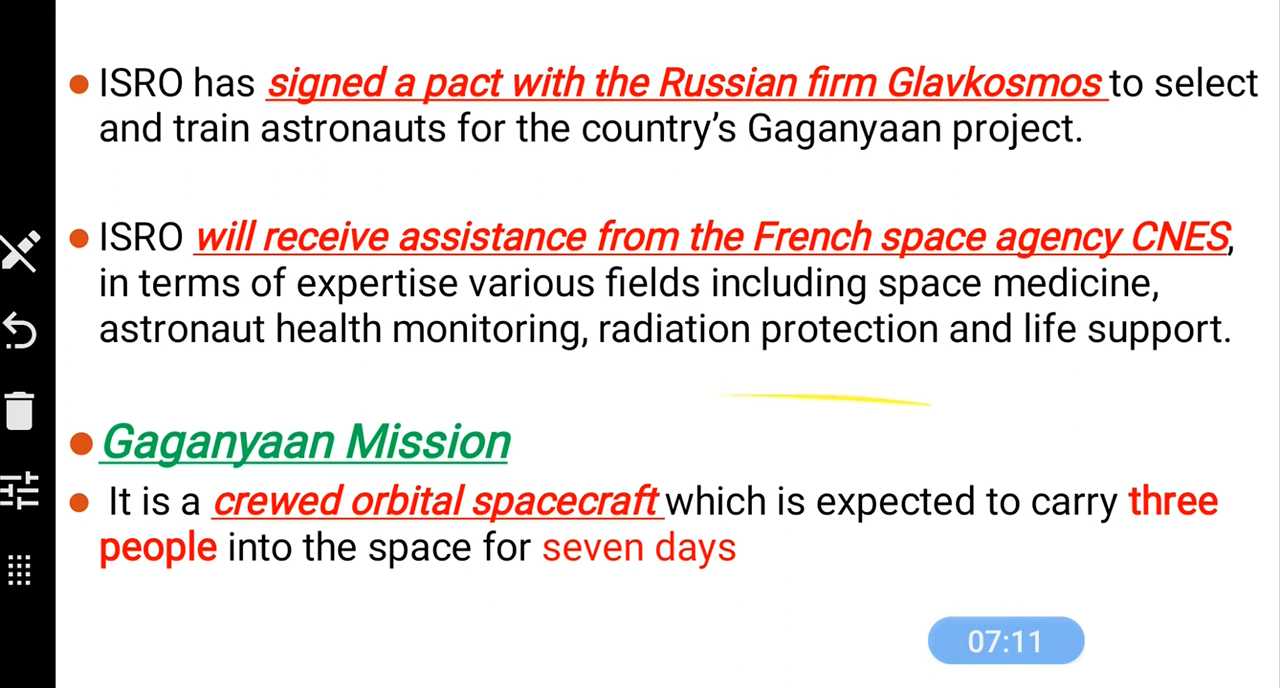 ISRO has signed a pact with the Russian firm Glavkosmos to select
and train astronauts for the country's Gaganyaan project.
ISRO will receive assistance from the French space agency CNES,
in terms of expertise various fields including space medicine,
astronaut health monitoring, radiation protection and life support.
Gaganyaan Mission
It is a crewed orbital spacecraft which is expected to carry three
people into the space for seven days
07:11